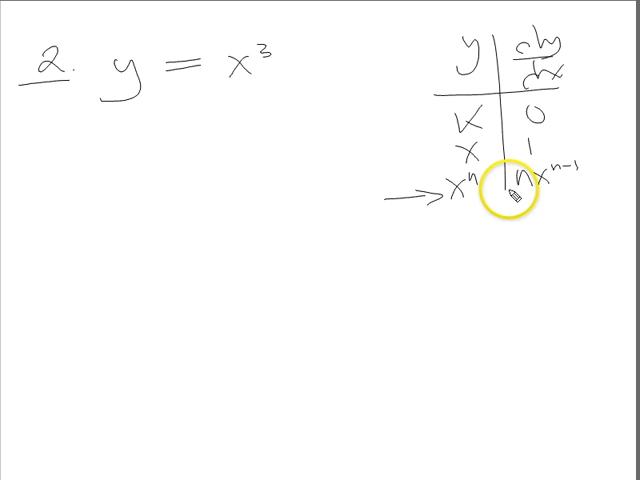 2. y = x³
y dy/dx
K 0
x 1
→ xⁿ nxⁿ⁻¹